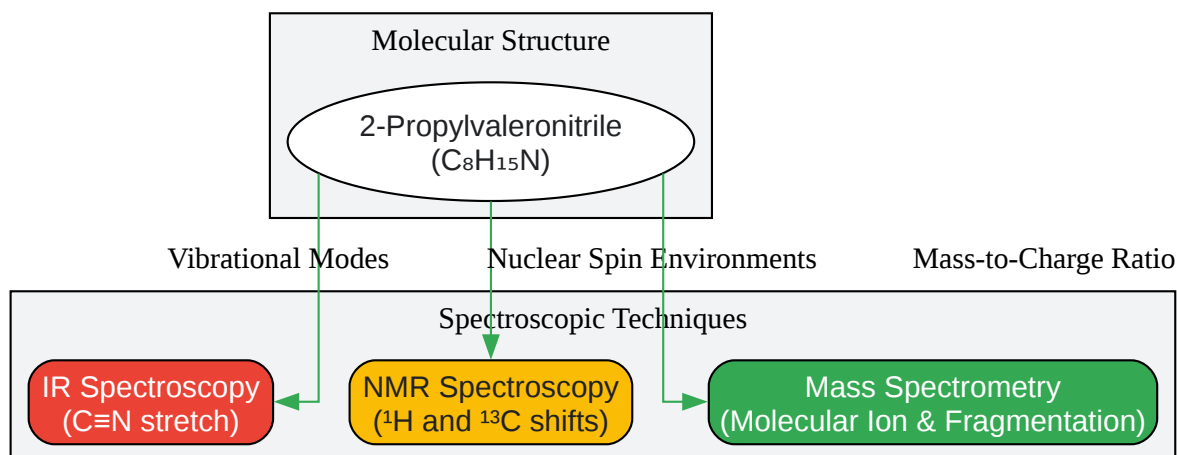 Molecular Structure
2-Propylvaleronitrile
(C₈H₁₅N)
Vibrational Modes
Nuclear Spin Environments
Mass-to-Charge Ratio
Spectroscopic Techniques
IR Spectroscopy
(C≡N stretch)
NMR Spectroscopy
(¹H and ¹³C shifts)
Mass Spectrometry
(Molecular Ion & Fragmentation)